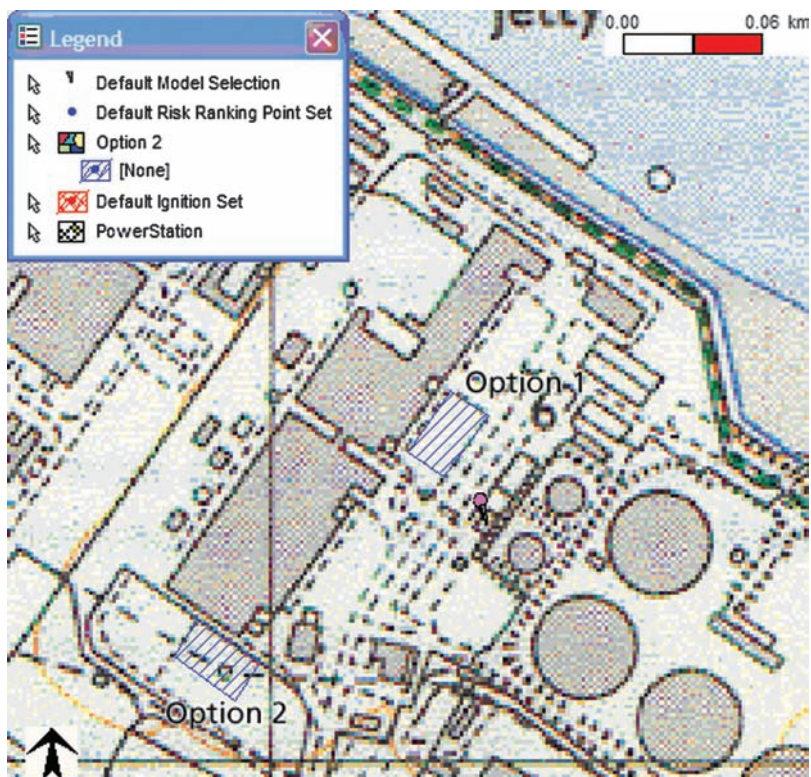 jetty
0.00 0.06 km
Legend
Default Model Selection
Default Risk Ranking Point Set
Option 2
[None]
Default Ignition Set
PowerStation
Option 1
Option 2